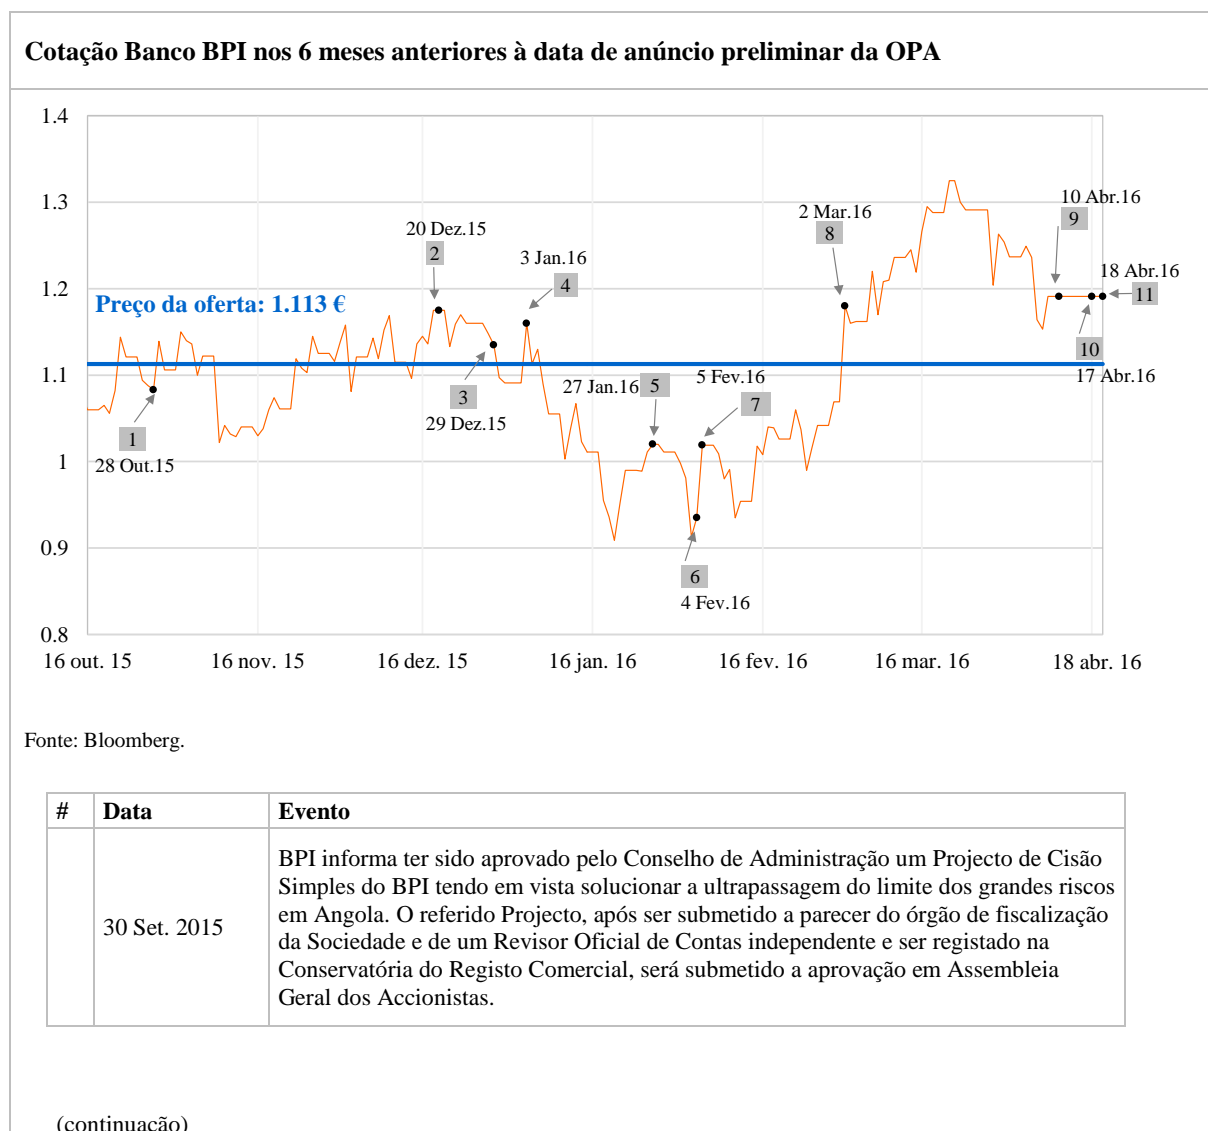 Cotação Banco BPI nos 6 meses anteriores à data de anúncio preliminar da OPA
1.4
1.3
1.2
1.1
1
0.9
0.8
Preço da oferta: 1.113 €
1
28 Out.15
20 Dez.15
2
3
29 Dez.15
3 Jan.16
4
27 Jan.16
5
6
4 Fev.16
5 Fev.16
7
2 Mar.16
8
10 Abr.16
9
10
17 Abr.16
18 Abr.16
11
16 out. 15
16 nov. 15
16 dez. 15
16 jan. 16
16 fev. 16
16 mar. 16
18 abr. 16
Fonte: Bloomberg.
# Data Evento
30 Set. 2015
BPI informa ter sido aprovado pelo Conselho de Administração um Projecto de Cisão
Simples do BPI tendo em vista solucionar a ultrapassagem do limite dos grandes riscos
em Angola. O referido Projecto, após ser submetido a parecer do órgão de fiscalização
da Sociedade e de um Revisor Oficial de Contas independente e ser registado na
Conservatória do Registo Comercial, será submetido a aprovação em Assembleia
Geral dos Accionistas.
(continuação)